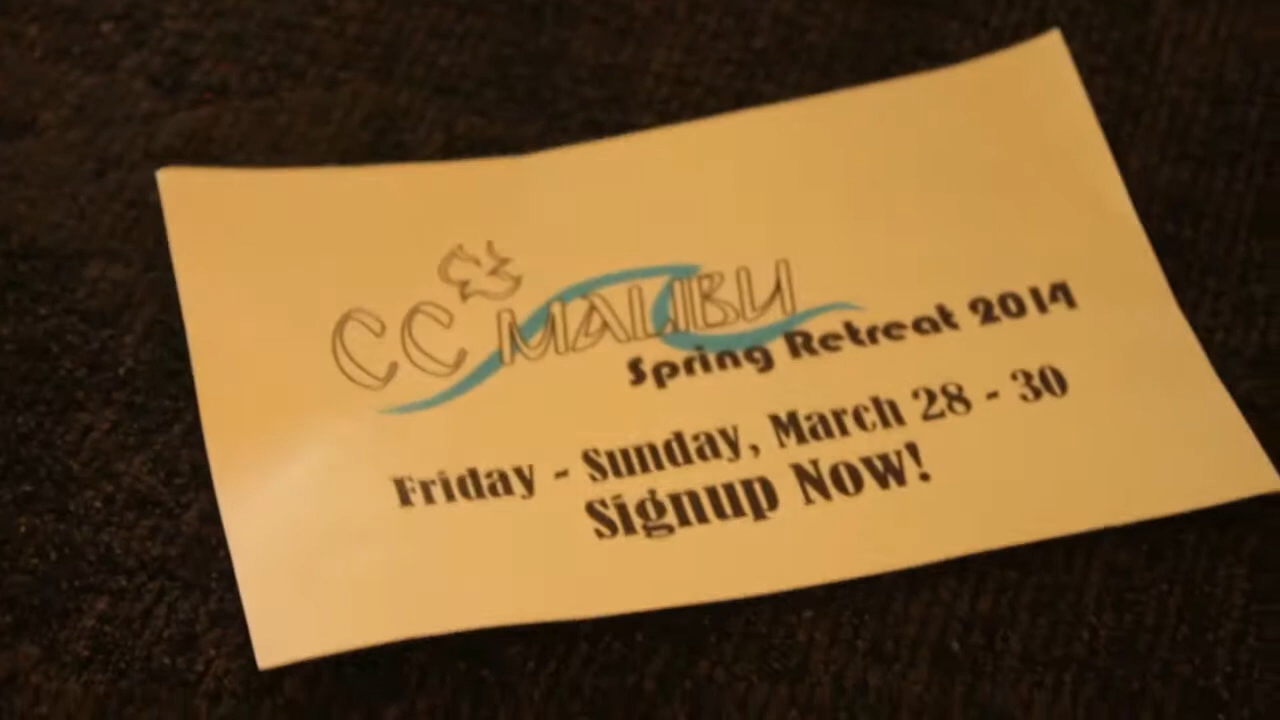 CC MALIBU
Spring Retreat 2014
Friday - Sunday, March 28 - 30
Signup Now!